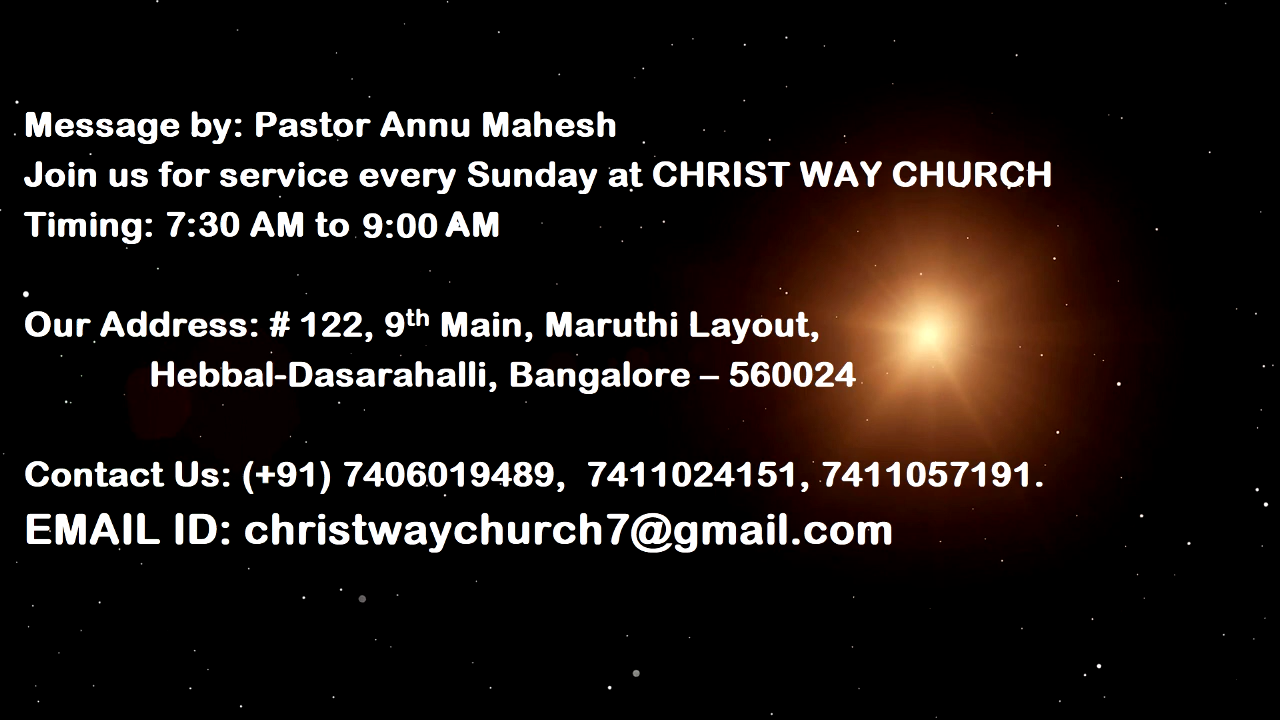 Message by: Pastor Annu Mahesh
Join us for service every Sunday at CHRIST WAY CHURCH
Timing: 7:30 AM to 9:00 AM
Our Address: # 122, 9th Main, Maruthi Layout,
Hebbal-Dasarahalli, Bangalore – 560024
Contact Us: (+91) 7406019489, 7411024151, 7411057191.
EMAIL ID: christwaychurch7@gmail.com